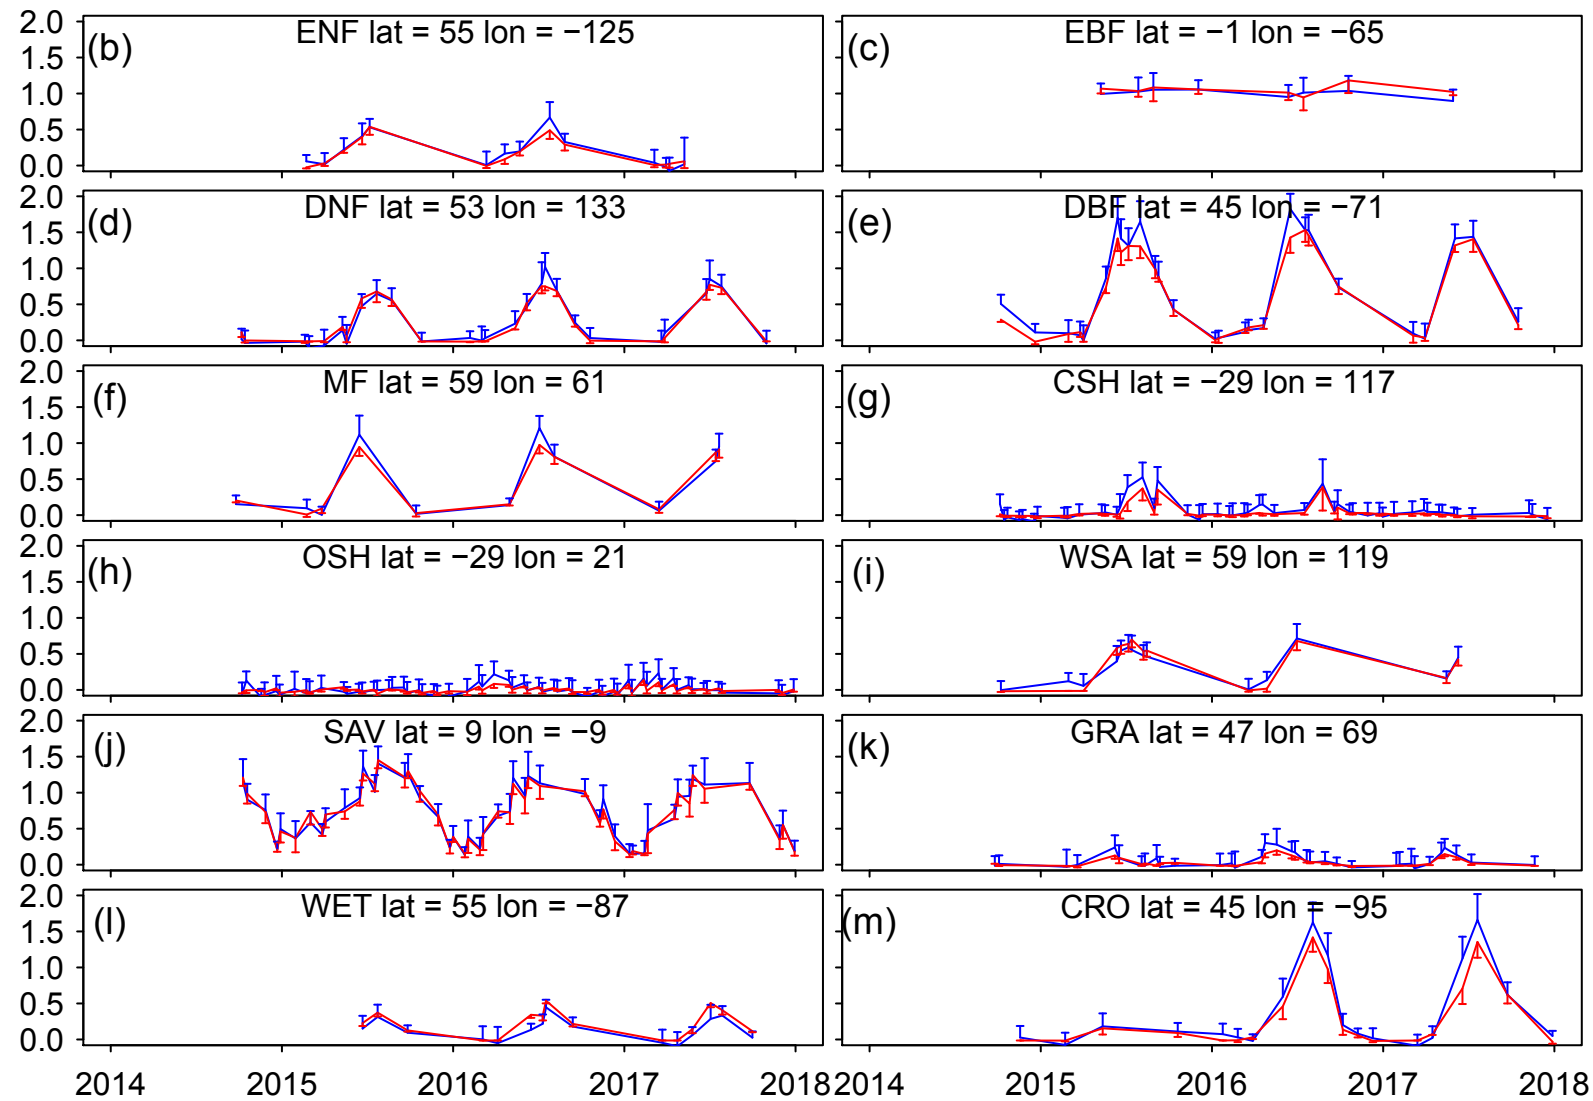 2.0
1.5
1.0
0.5
0.0
(b)
ENF lat = 55 lon = −125
(c)
EBF lat = −1 lon = −65
2.0
1.5
1.0
0.5
0.0
(d)
DNF lat = 53 lon = 133
(e)
DBF lat = 45 lon = −71
2.0
1.5
1.0
0.5
0.0
(f)
MF lat = 59 lon = 61
(g)
CSH lat = −29 lon = 117
2.0
1.5
1.0
0.5
0.0
(h)
OSH lat = −29 lon = 21
(i)
WSA lat = 59 lon = 119
2.0
1.5
1.0
0.5
0.0
(j)
SAV lat = 9 lon = −9
(k)
GRA lat = 47 lon = 69
2.0
1.5
1.0
0.5
0.0
(l)
WET lat = 55 lon = −87
(m)
CRO lat = 45 lon = −95
2014 2015 2016 2017 2018
2014 2015 2016 2017 2018